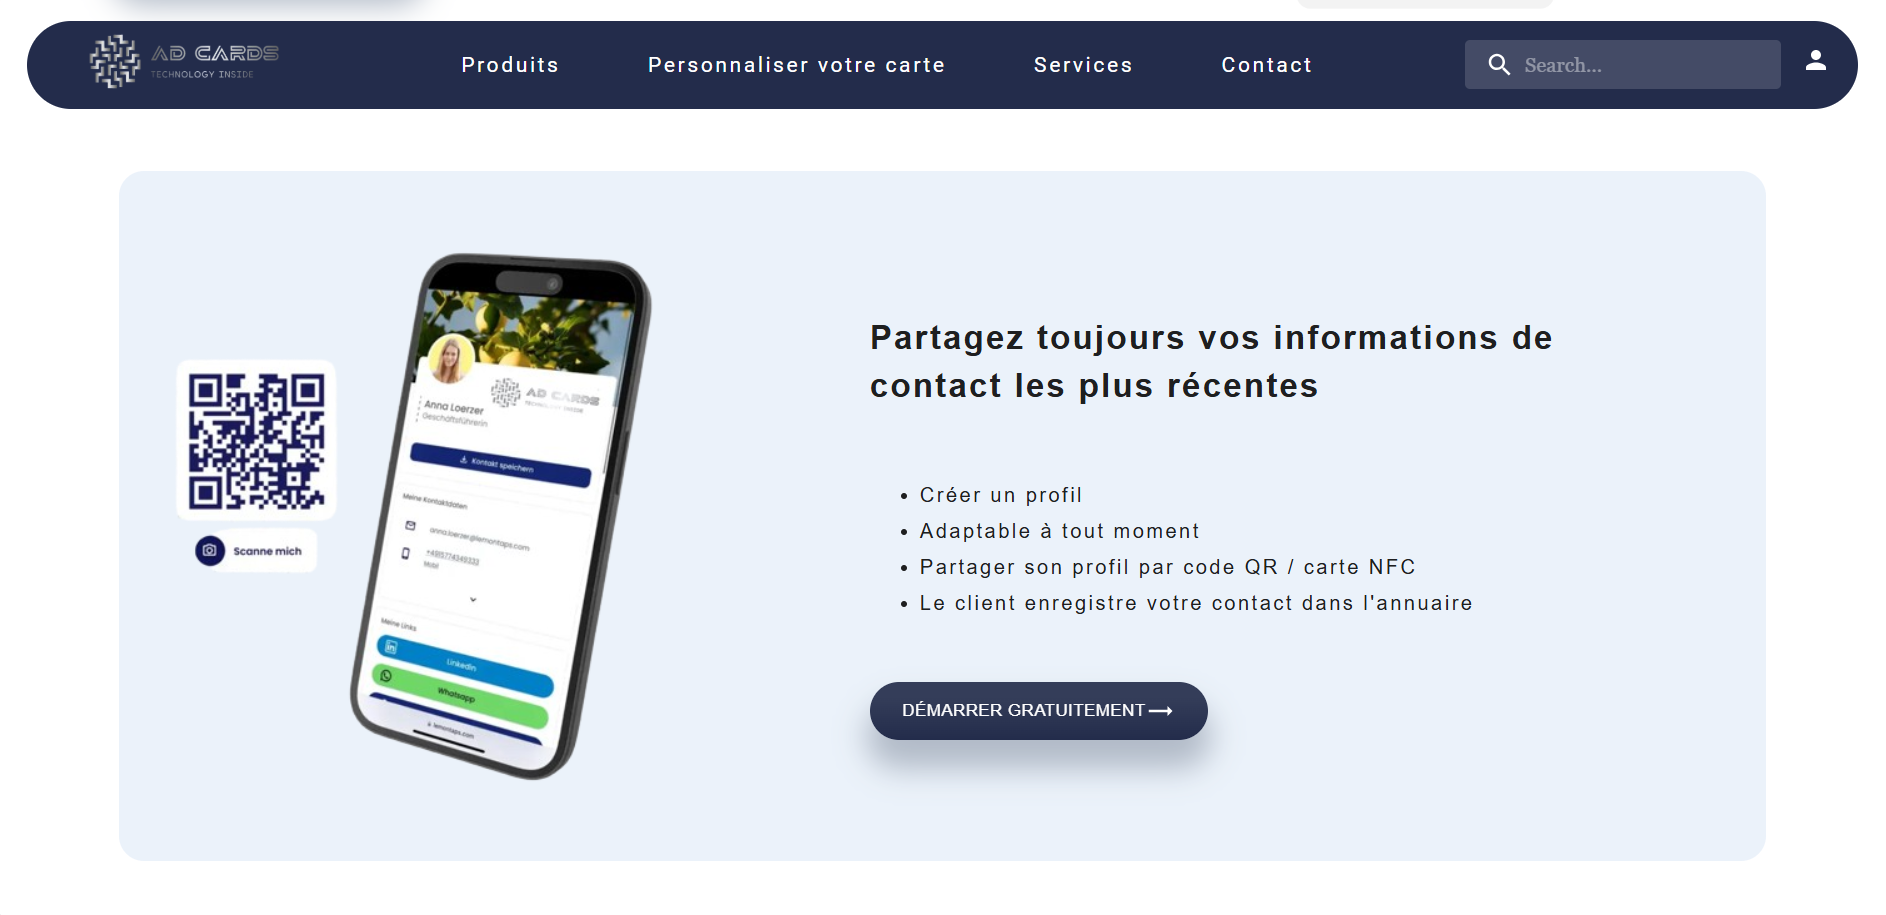 AD CARDS
TECHNOLOGY INSIDE
Produits
Personnaliser votre carte
Services
Contact
Search...
Partagez toujours vos informations de
contact les plus récentes
Créer un profil
Adaptable à tout moment
Partager son profil par code QR / carte NFC
Le client enregistre votre contact dans l'annuaire
DÉMARRER GRATUITEMENT
Scanne mich
AD CARDS
TECHNOLOGY INSIDE
Anna Loerzer
Geschäftsführerin
Kontakt speichern
Meine Kontaktdaten
anna.loerzer@lemontaps.com
+4915774349333
Mobil
Meine Links
LinkedIn
Whatsapp
lemontaps.com